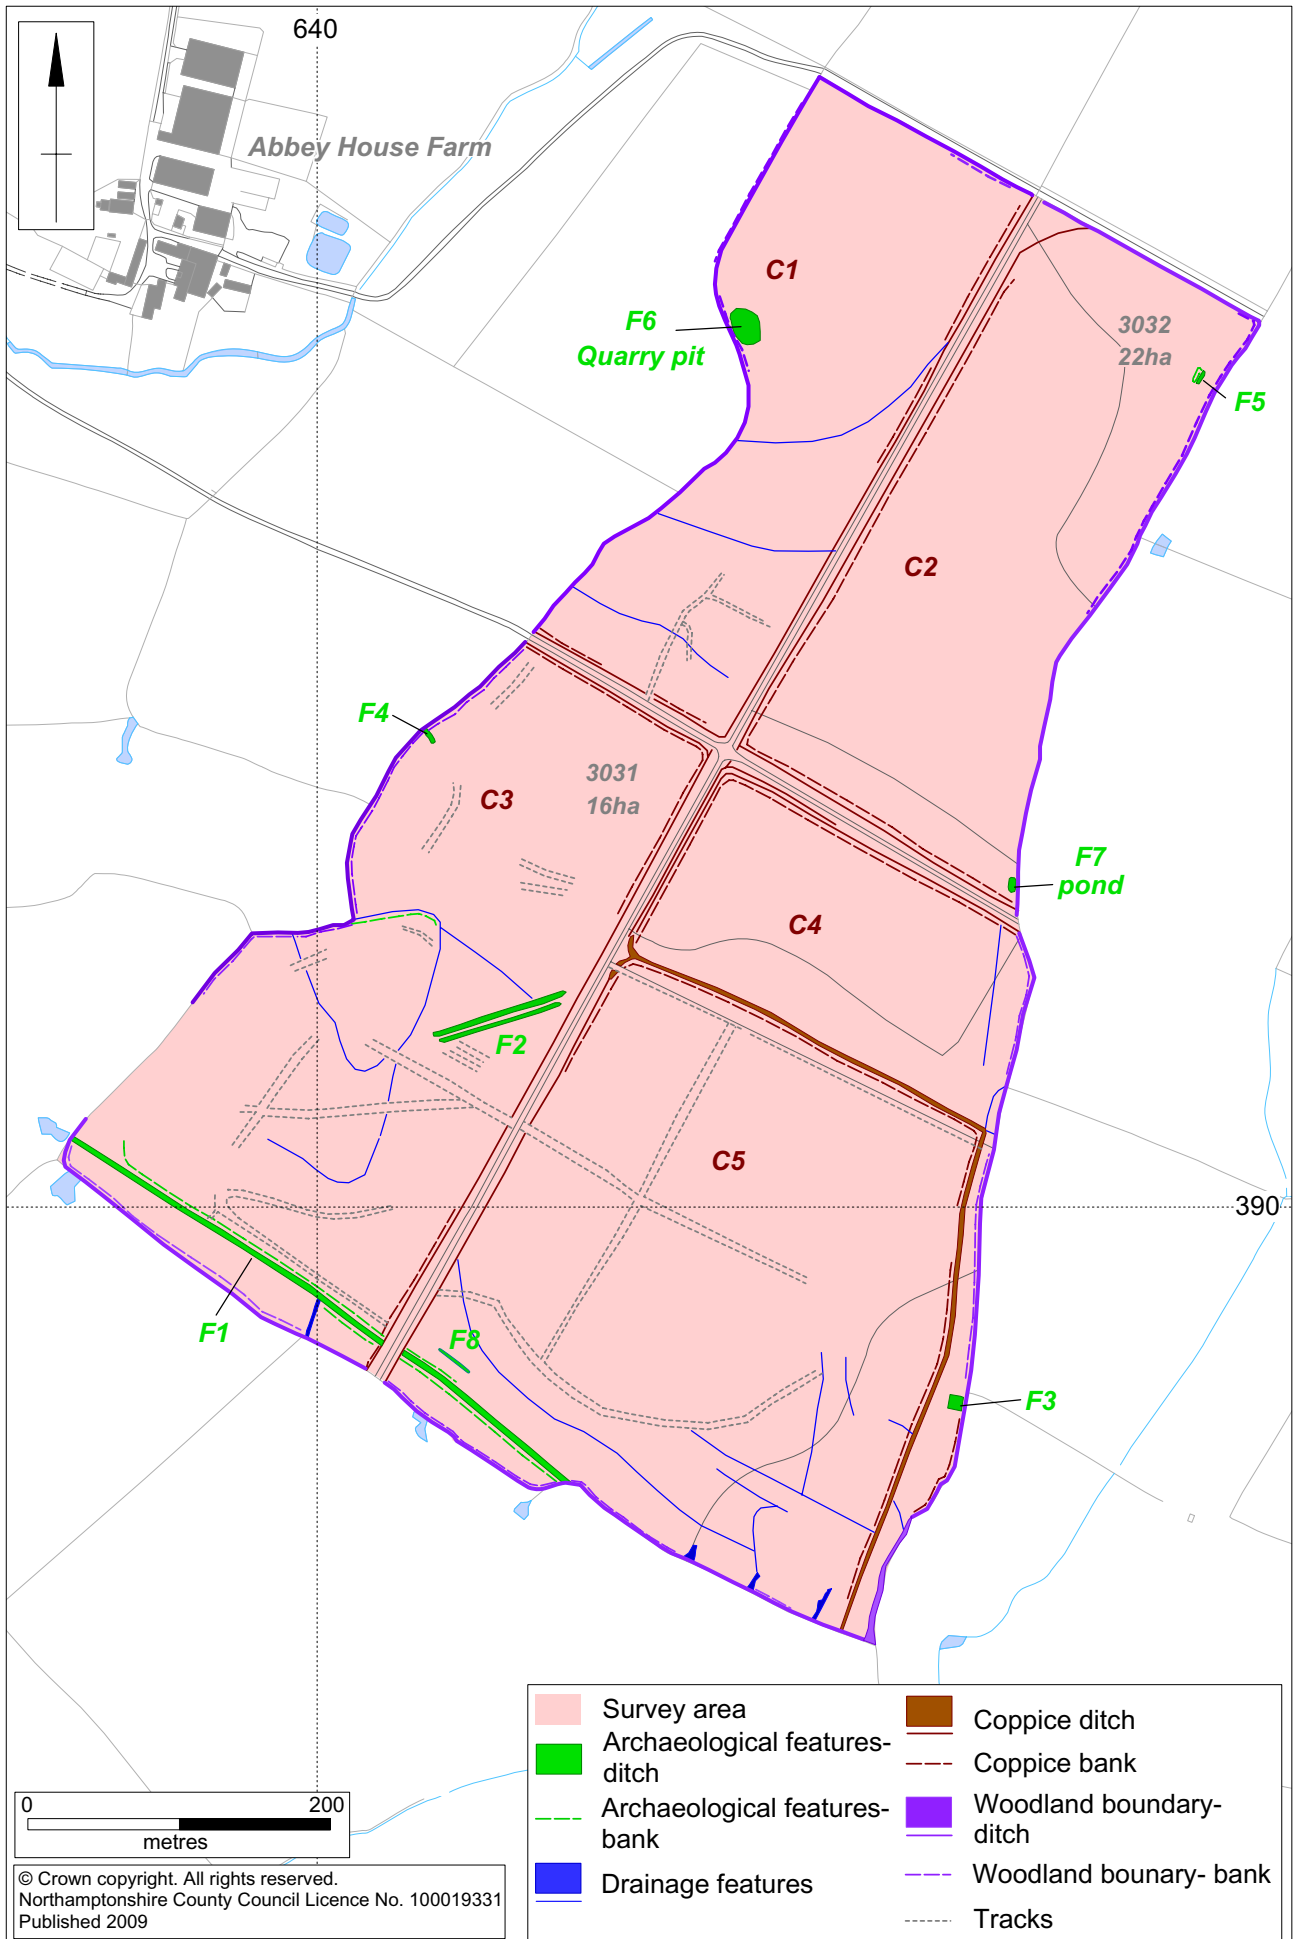 640
Abbey House Farm
C1
F6
Quarry pit
3032
22ha
F5
C2
F4
3031
16ha
C3
F7
pond
C4
F2
C5
390
F1
F8
F3
Survey area
Archaeological features-
ditch
Archaeological features-
bank
Drainage features
Coppice ditch
Coppice bank
Woodland boundary-
ditch
Woodland bounary- bank
Tracks
0 200
metres
© Crown copyright. All rights reserved.
Northamptonshire County Council Licence No. 100019331
Published 2009